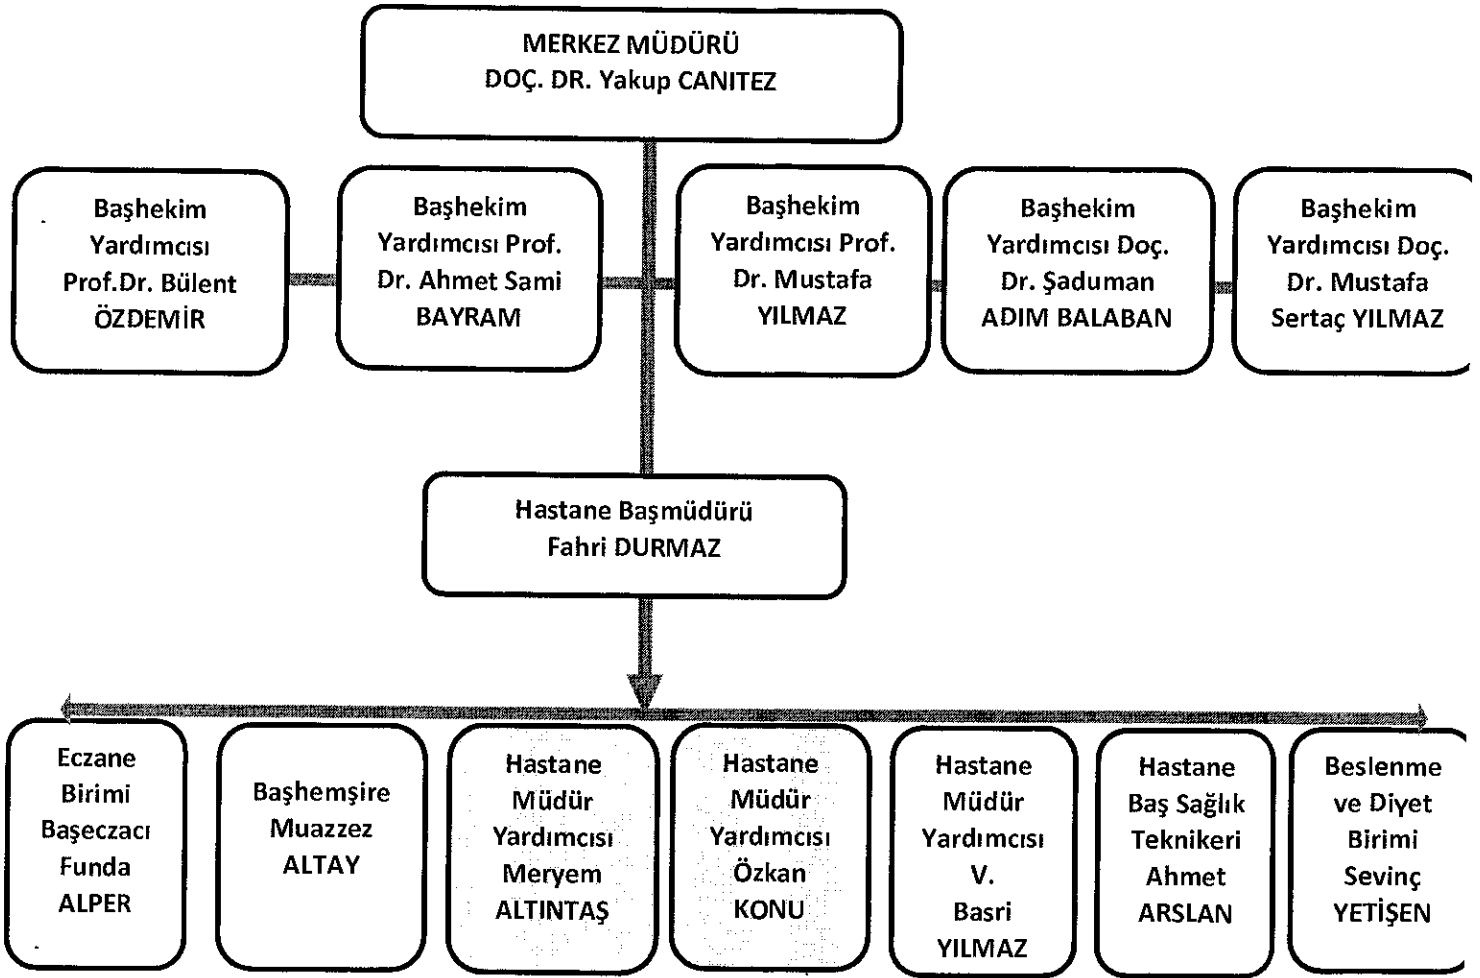 MERKEZ MÜDÜRÜ
DOÇ. DR. Yakup CANITEZ
Başhekim
Yardımcısı
Prof.Dr. Bülent
ÖZDEMİR
Başhekim
Yardımcısı Prof.
Dr. Ahmet Sami
BAYRAM
Başhekim
Yardımcısı Prof.
Dr. Mustafa
YILMAZ
Başhekim
Yardımcısı Doç.
Dr. Şaduman
ADIM BALABAN
Başhekim
Yardımcısı Doç.
Dr. Mustafa
Sertaç YILMAZ
Hastane Başmüdürü
Fahri DURMAZ
Eczane
Birimi
Başeczacı
Funda
ALPER
Başhemşire
Muazzez
ALTAY
Hastane
Müdür
Yardımcısı
Meryem
ALTINTAŞ
Hastane
Müdür
Yardımcısı
Özkan
KONU
Hastane
Müdür
Yardımcısı
V.
Basri
YILMAZ
Hastane
Baş Sağlık
Teknikeri
Ahmet
ARSLAN
Beslenme
ve Diyet
Birimi
Sevinç
YETİŞEN